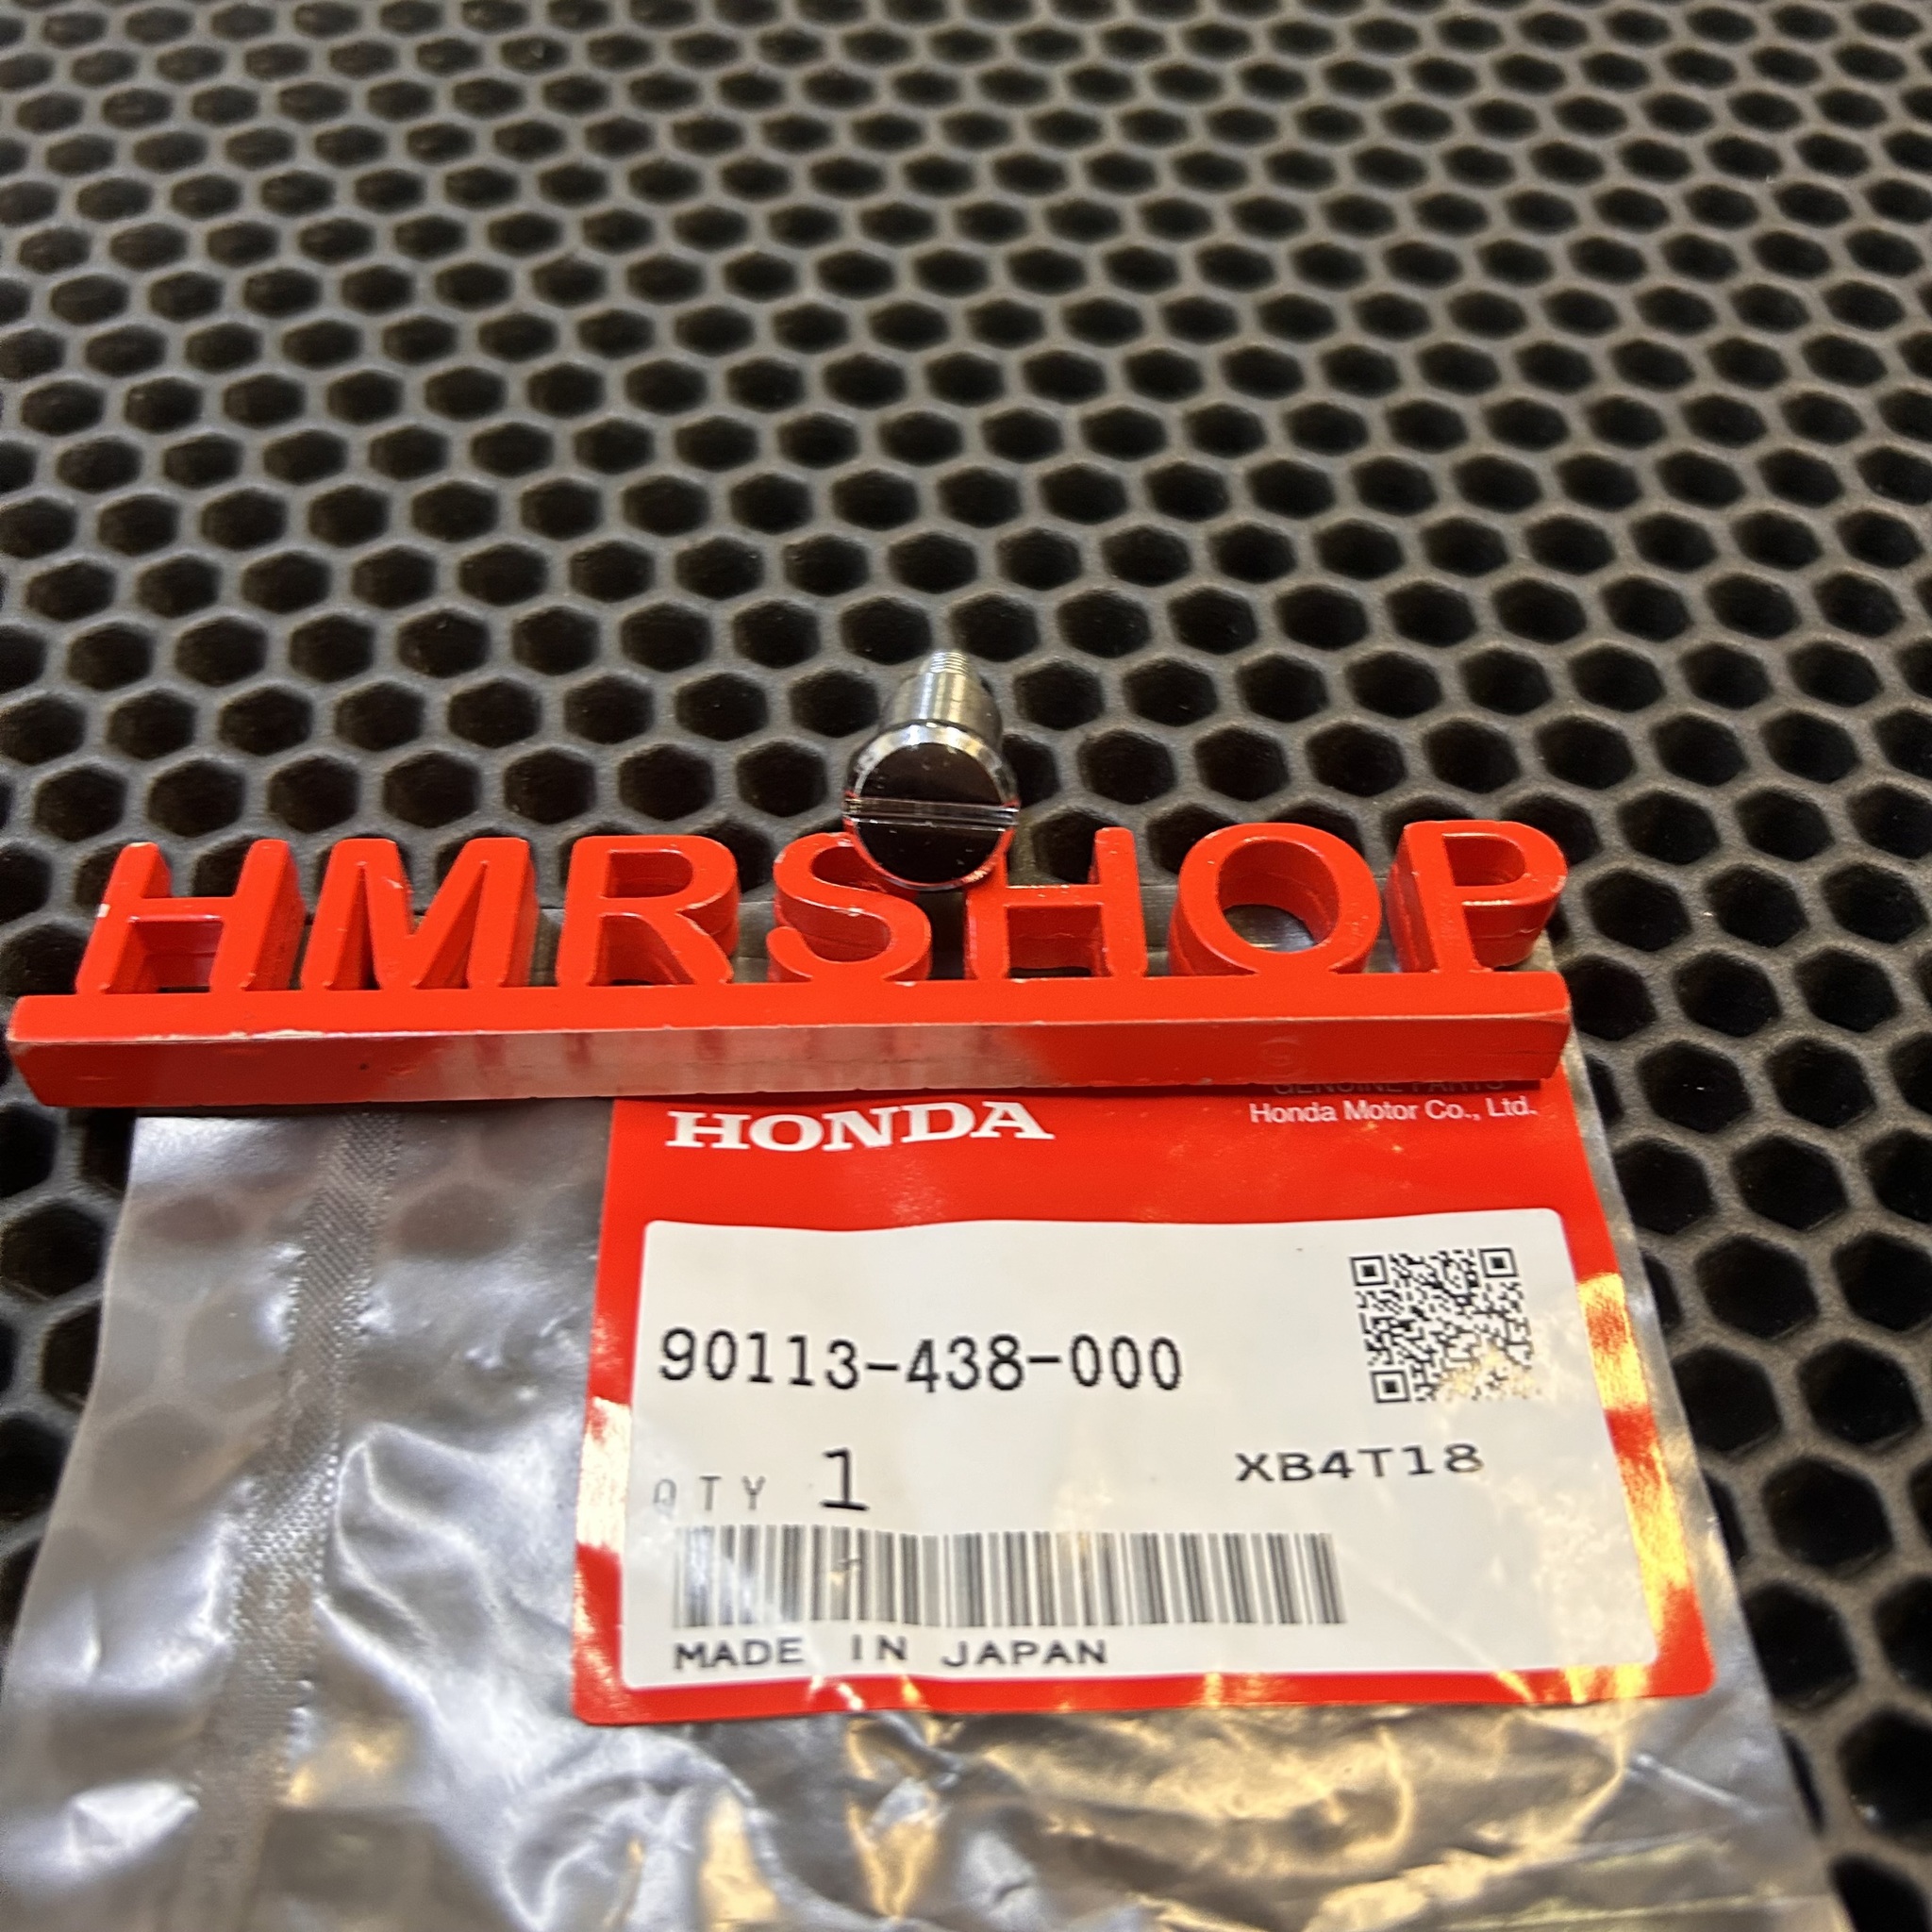 HMRSHOP
GENUINE PARTS
HONDA
Honda Motor Co., Ltd.
90113-438-000
QTY 1
XB4T18
MADE IN JAPAN